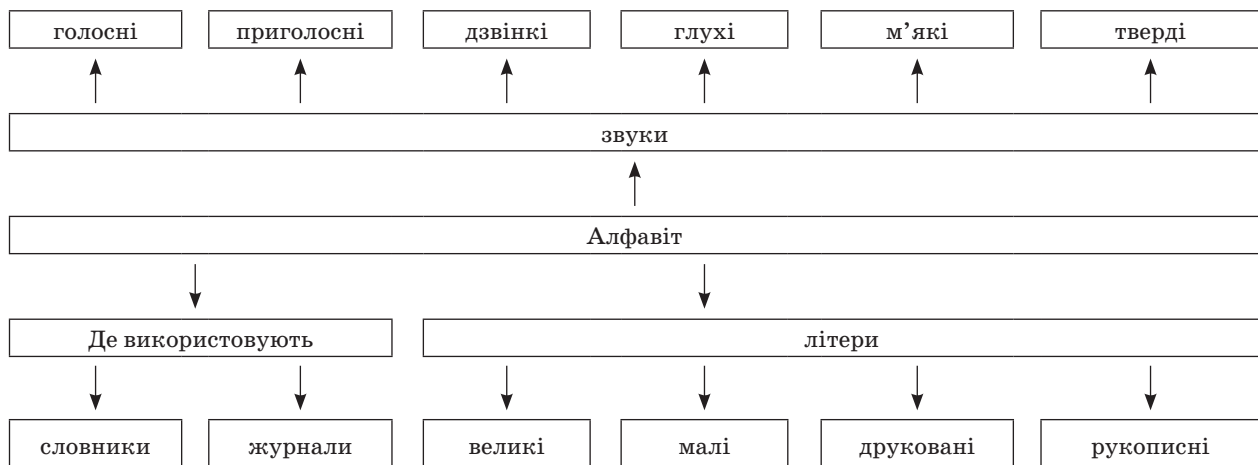 голосні приголосні дзвінкі глухі м’які тверді
звуки
Алфавіт
Де використовують літери
словники журнали великі малі друковані рукописні